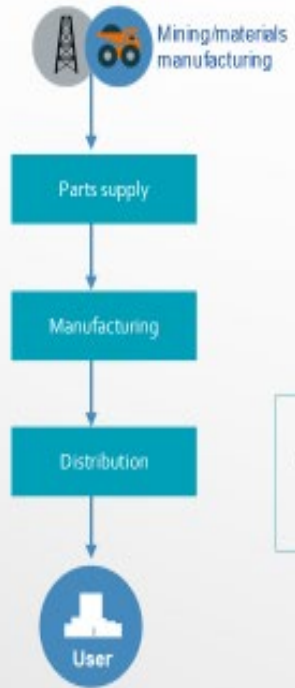 Mining/materials
manufacturing
Parts supply
Manufacturing
Distribution
User